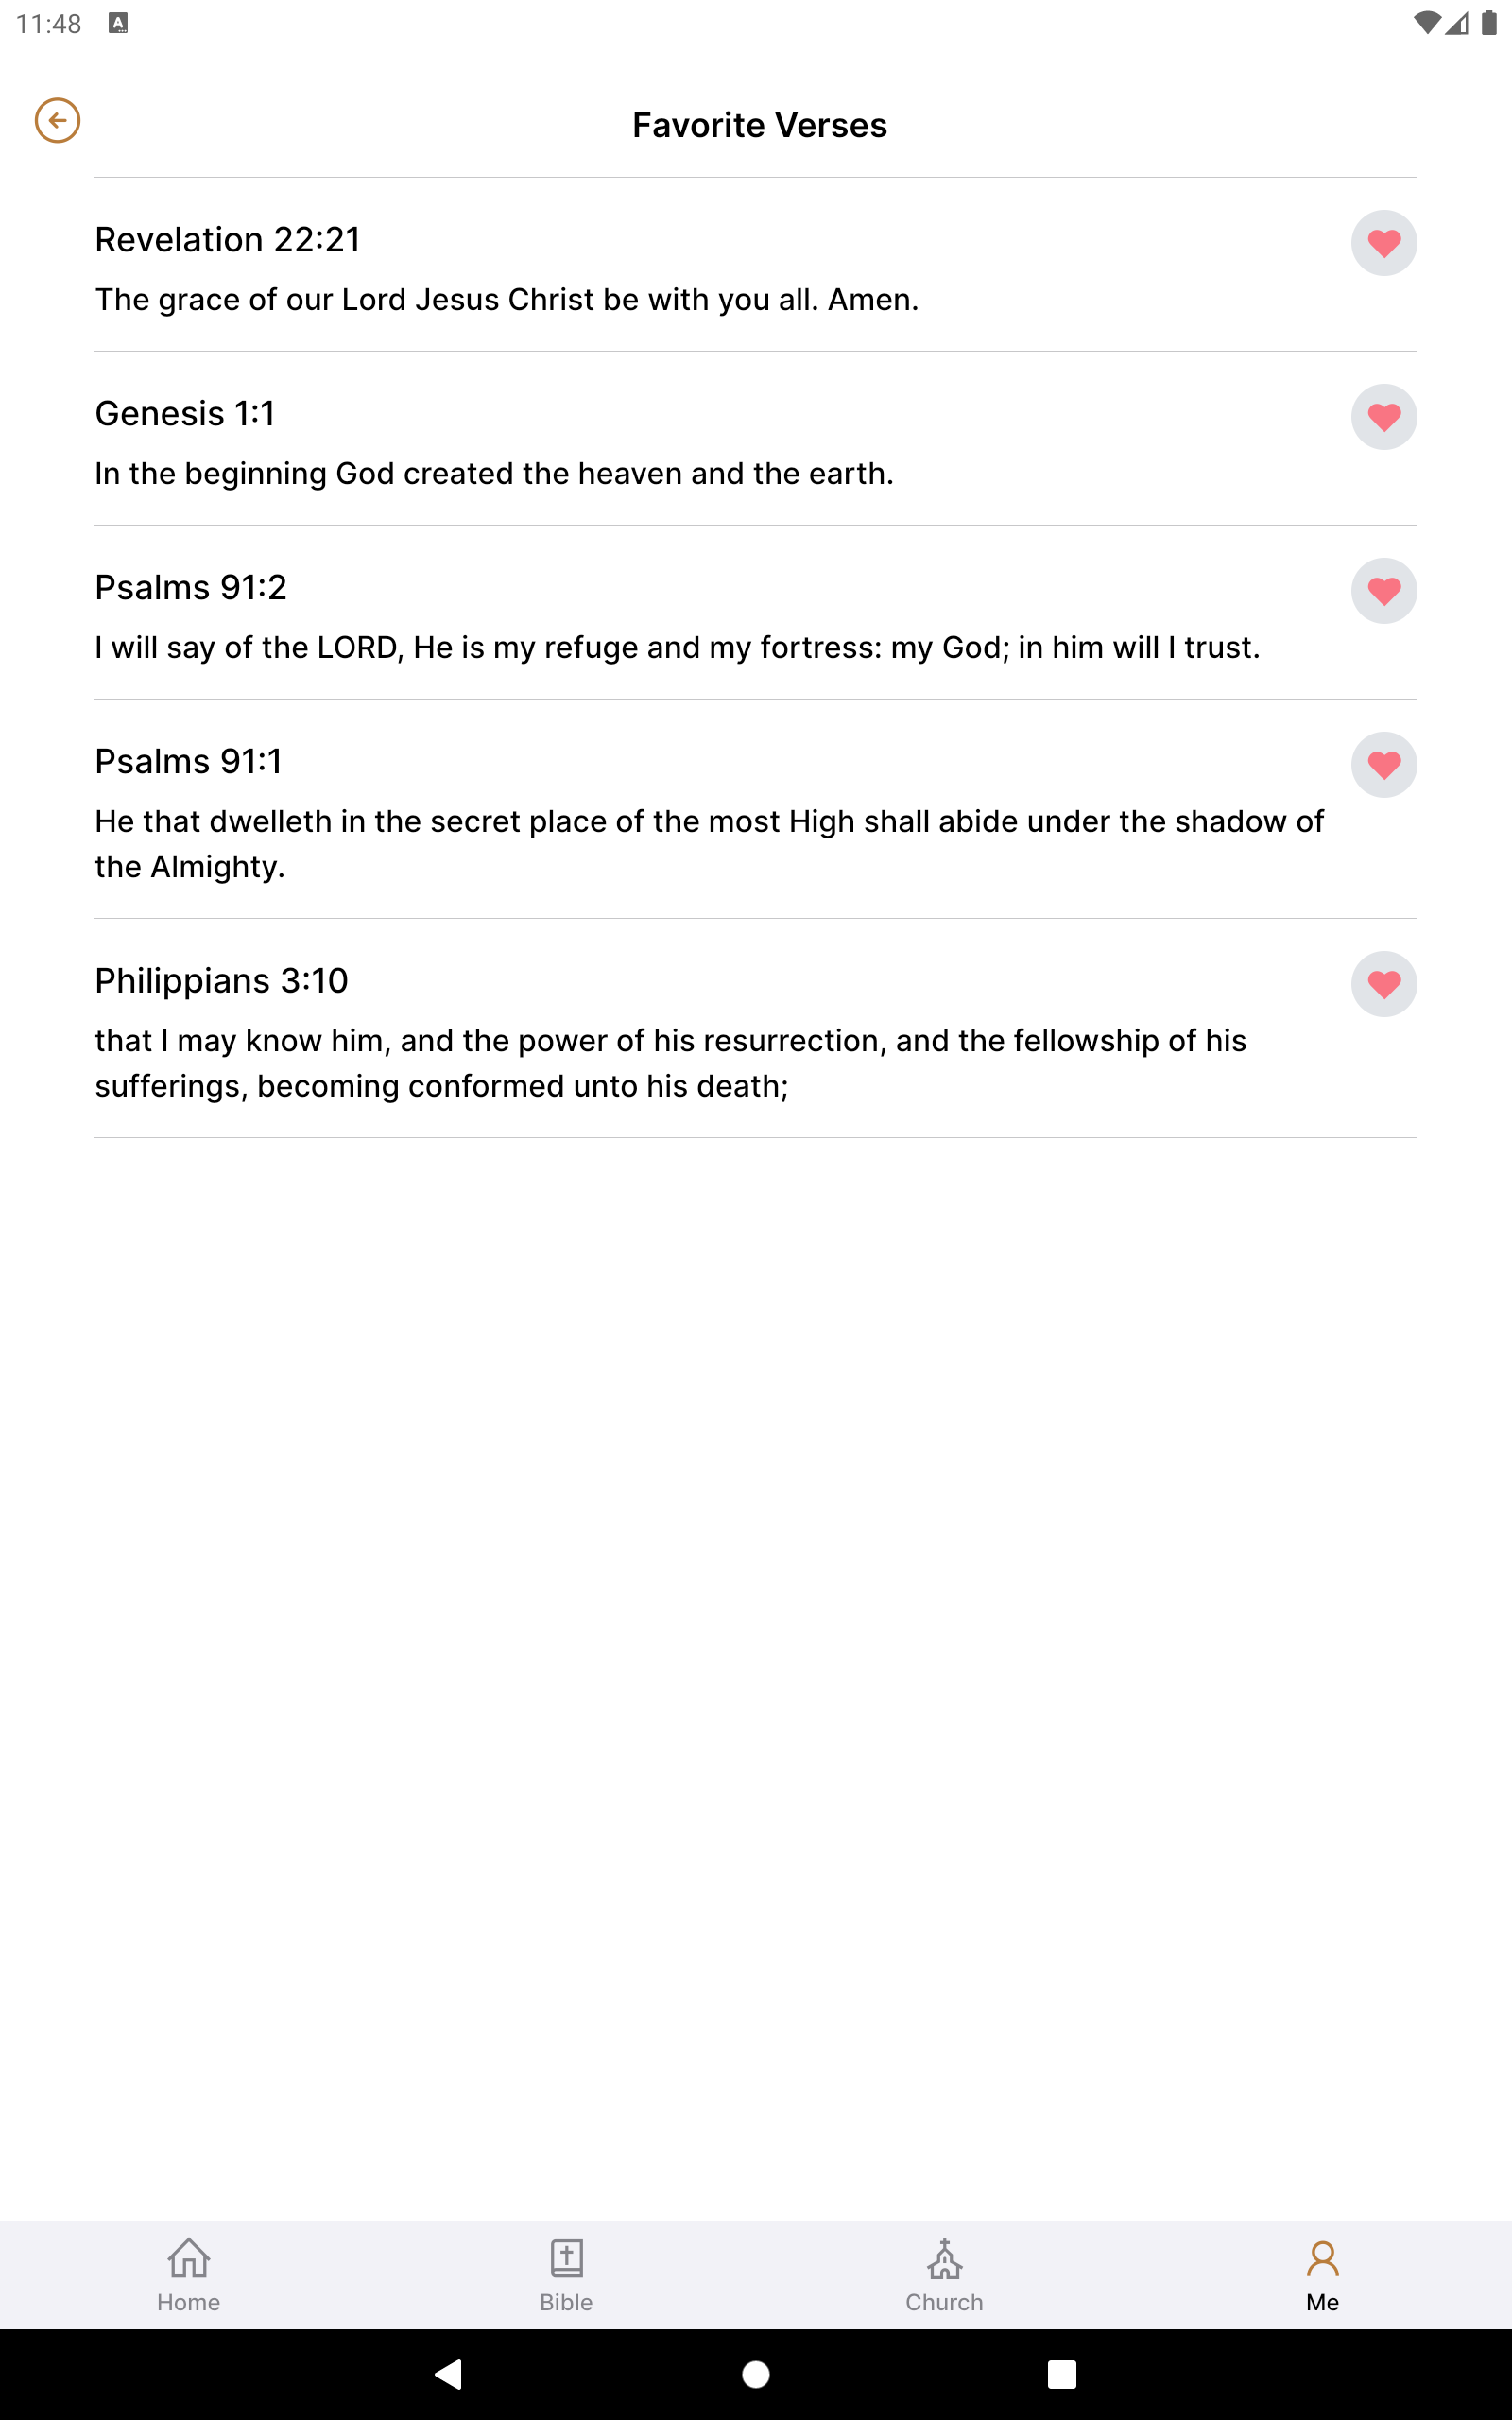 11:48
A
Favorite Verses
Revelation 22:21
The grace of our Lord Jesus Christ be with you all. Amen.
Genesis 1:1
In the beginning God created the heaven and the earth.
Psalms 91:2
I will say of the LORD, He is my refuge and my fortress: my God; in him will I trust.
Psalms 91:1
He that dwelleth in the secret place of the most High shall abide under the shadow of
the Almighty.
Philippians 3:10
that I may know him, and the power of his resurrection, and the fellowship of his
sufferings, becoming conformed unto his death;
Home Bible Church Me